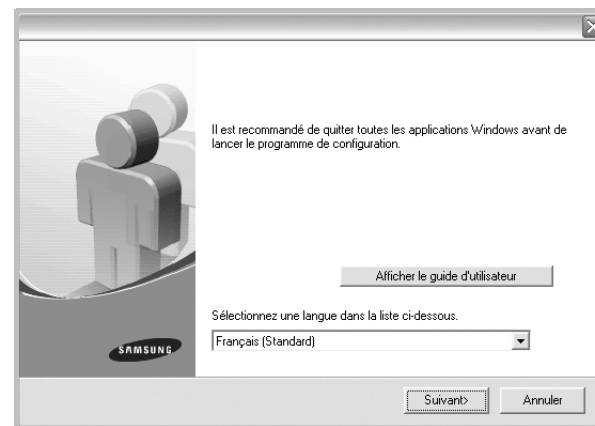 Il est recommandé de quitter toutes les applications Windows avant de
lancer le programme de configuration.
Afficher le guide d'utilisateur
Sélectionnez une langue dans la liste ci-dessous.
Français (Standard)
SAMSUNG
Suivant>
Annuler